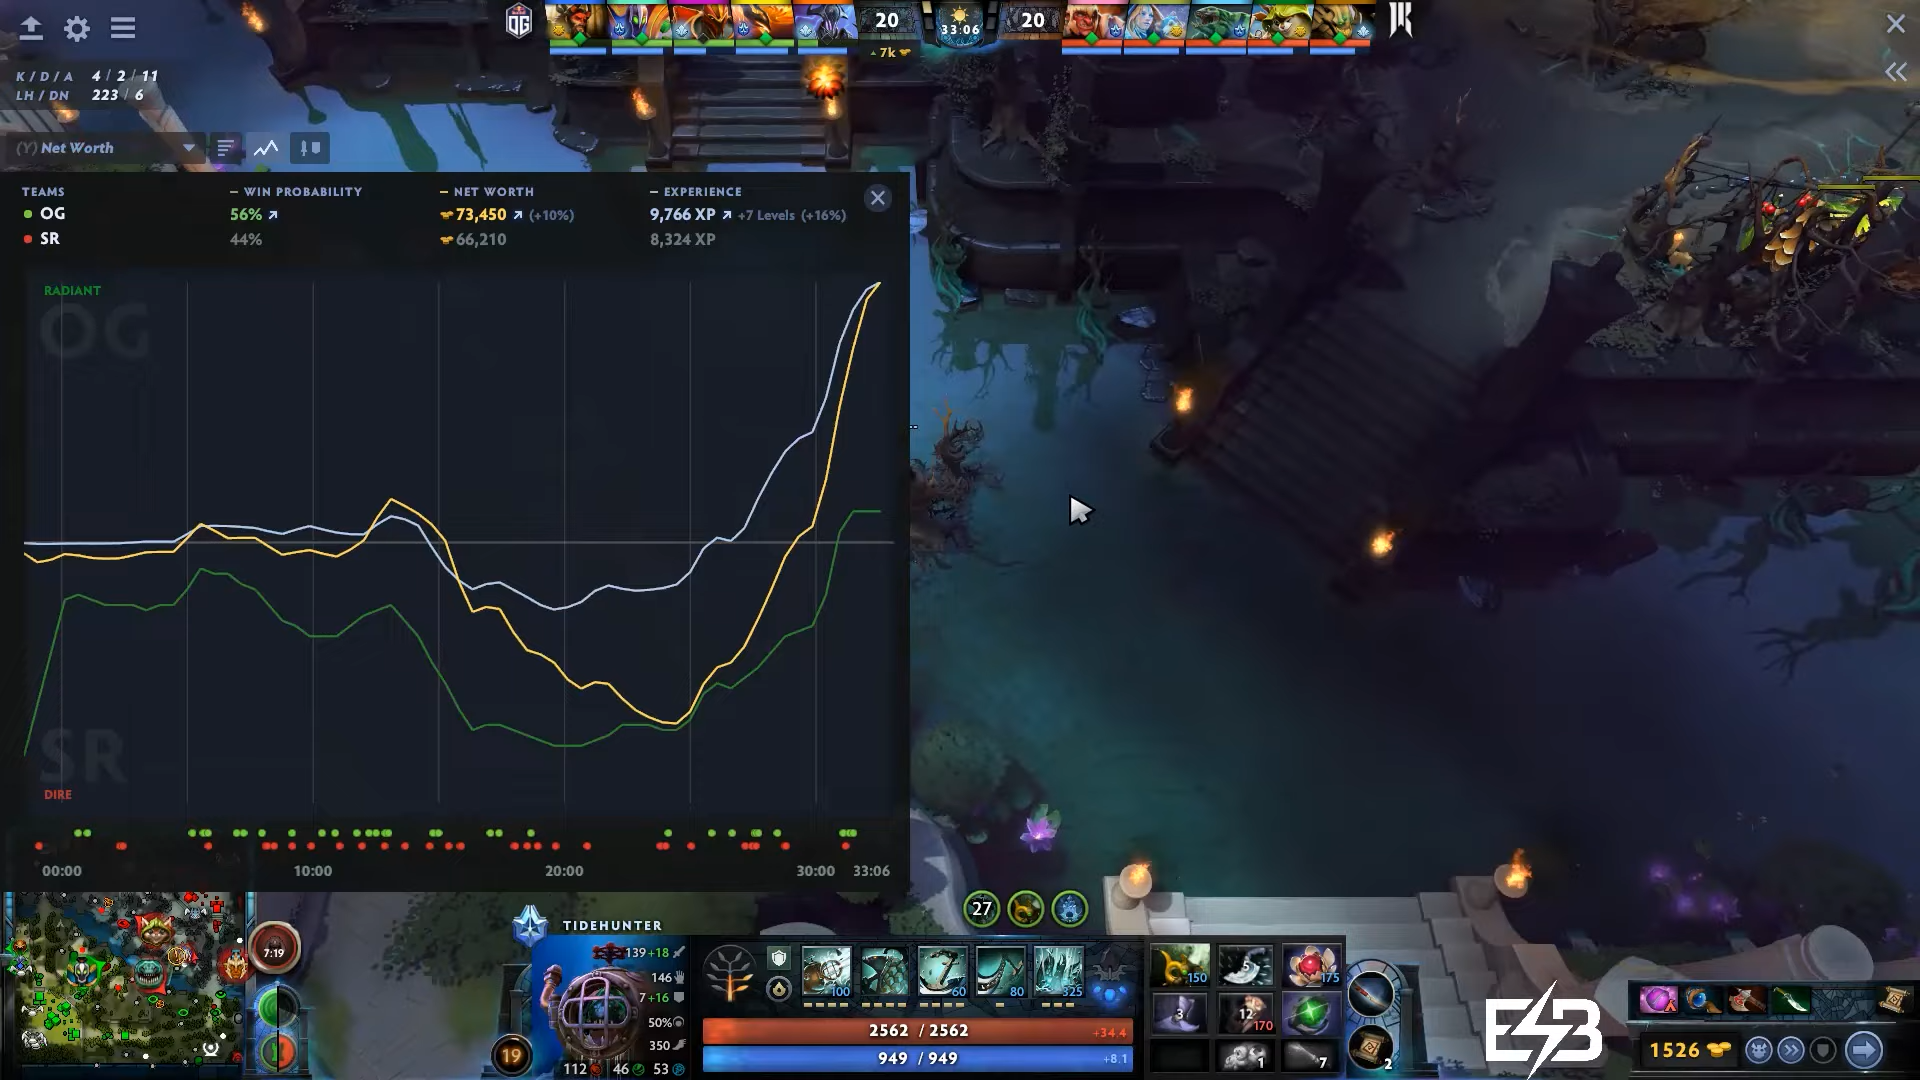 OG
20
33:06
20
7k
K / D / A 4 / 2 / 11
LH / DN 223 / 6
(Y) Net Worth
TEAMS – WIN PROBABILITY – NET WORTH – EXPERIENCE
OG 56% 73,450 (+10%) 9,766 XP +7 Levels (+16%)
SR 44% 66,210 8,324 XP
RADIANT
OG
SR
DIRE
00:00 10:00 20:00 30:00 33:06
27
7:19
TIDEHUNTER
139 +18
146
7 +16
50%
350
19
112 46 53
100 60 80 325
2562 / 2562 +34.4
949 / 949 +8.1
150 175
3 12 170
1 7
2
ESB
1526